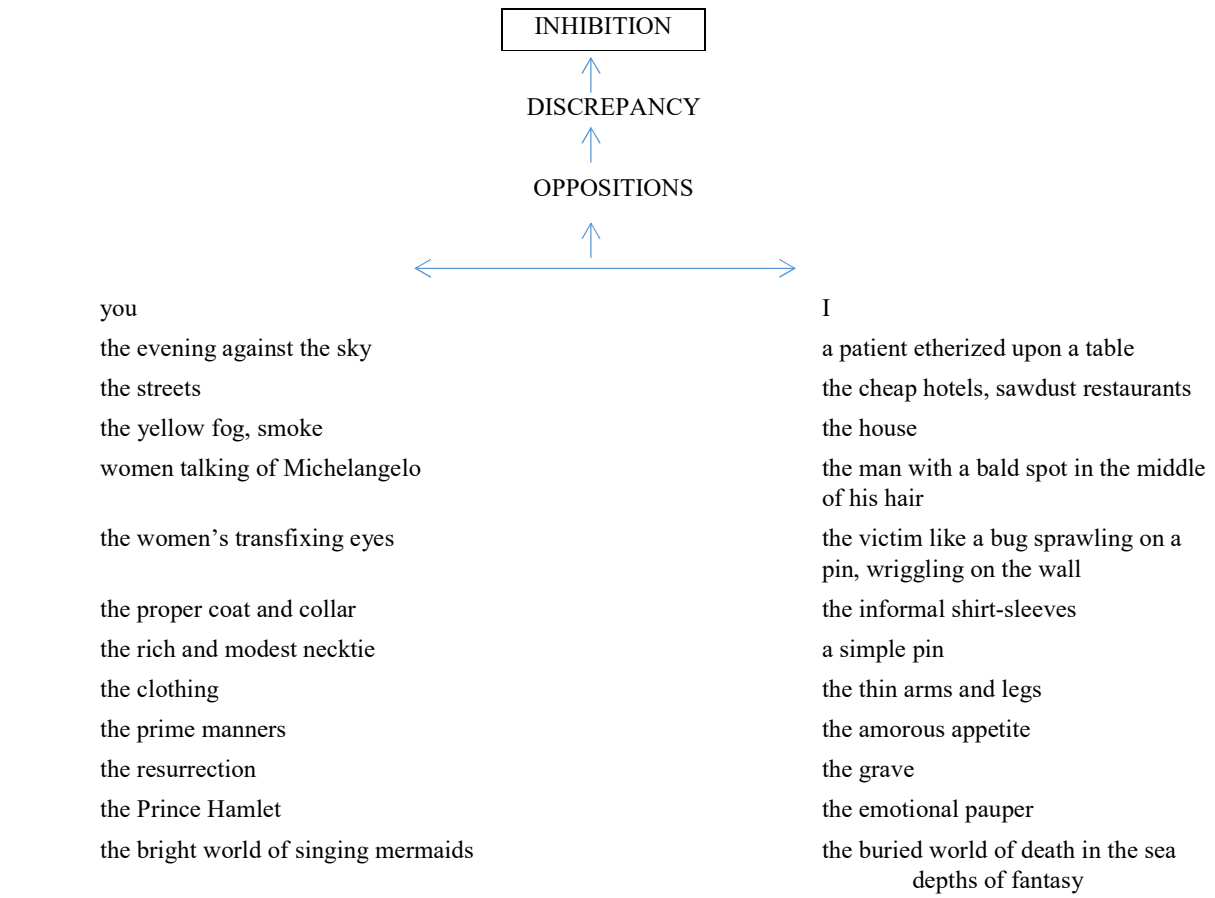 INHIBITION
DISCREPANCY
OPPOSITIONS
you I
the evening against the sky a patient etherized upon a table
the streets the cheap hotels, sawdust restaurants
the yellow fog, smoke the house
women talking of Michelangelo the man with a bald spot in the middle
of his hair
the women’s transfixing eyes the victim like a bug sprawling on a
pin, wriggling on the wall
the proper coat and collar the informal shirt-sleeves
the rich and modest necktie a simple pin
the clothing the thin arms and legs
the prime manners the amorous appetite
the resurrection the grave
the Prince Hamlet the emotional pauper
the bright world of singing mermaids the buried world of death in the sea
depths of fantasy